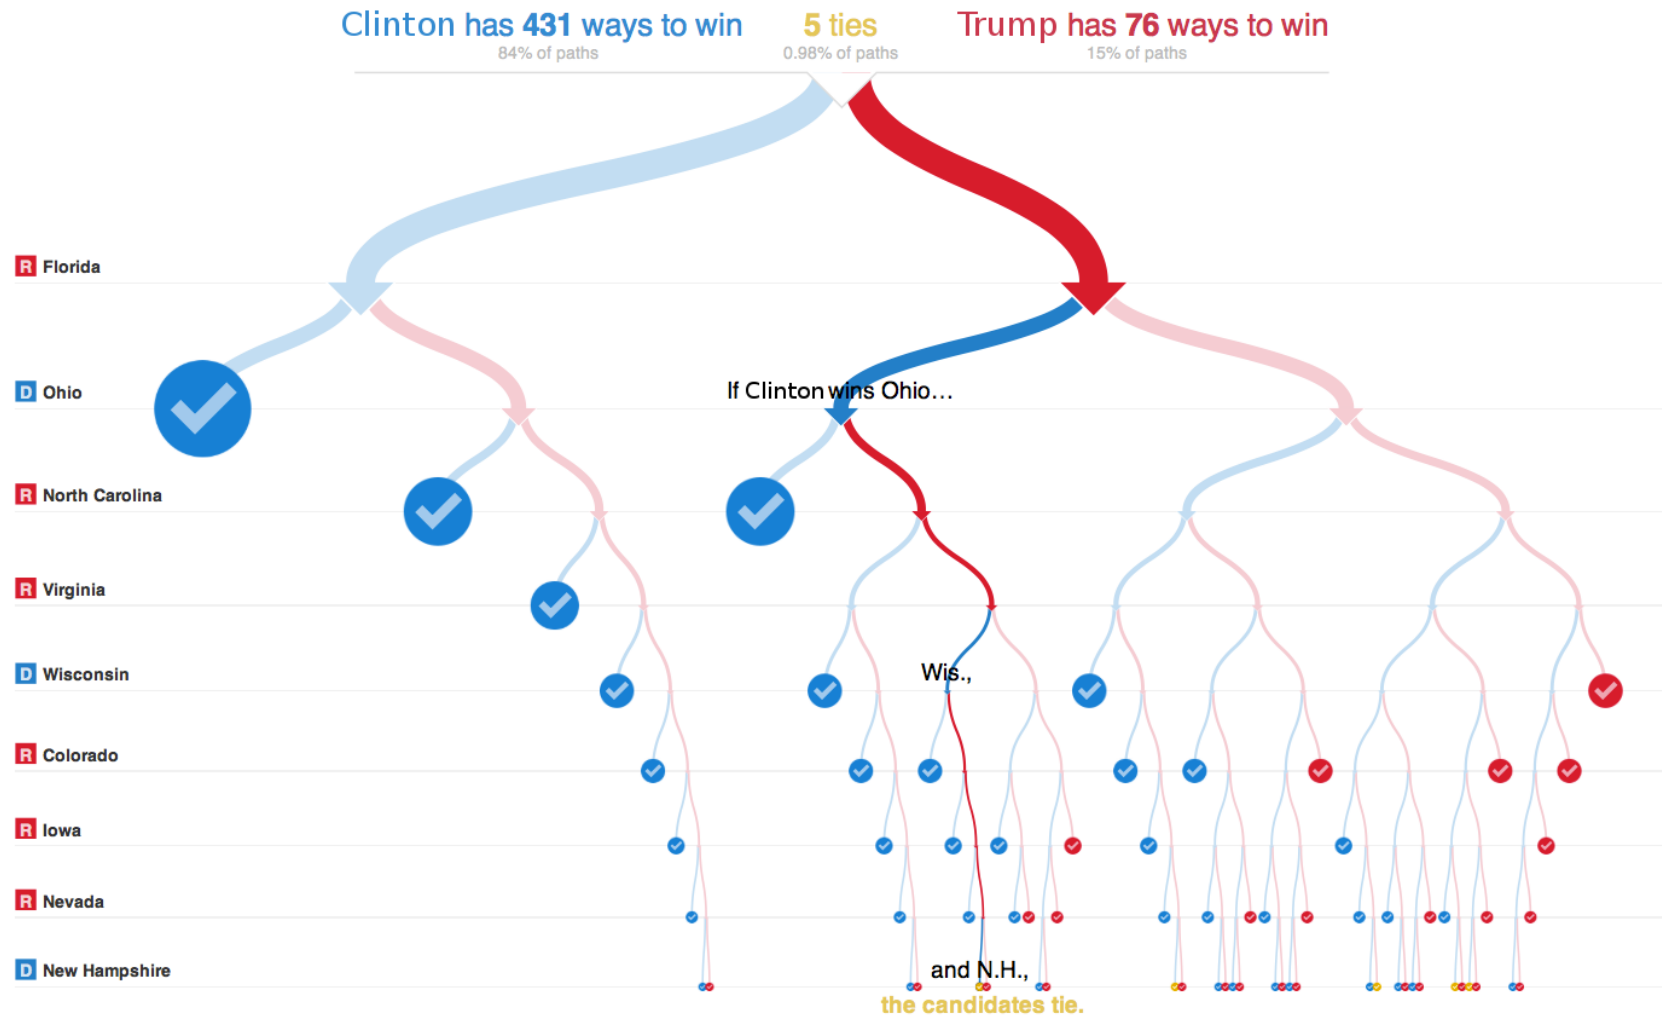 Clinton has 431 ways to win
84% of paths
5 ties
0.98% of paths
Trump has 76 ways to win
15% of paths
R Florida
D Ohio
If Clinton wins Ohio...
R North Carolina
R Virginia
D Wisconsin
Wis.,
R Colorado
R Iowa
R Nevada
D New Hampshire
and N.H.,
the candidates tie.